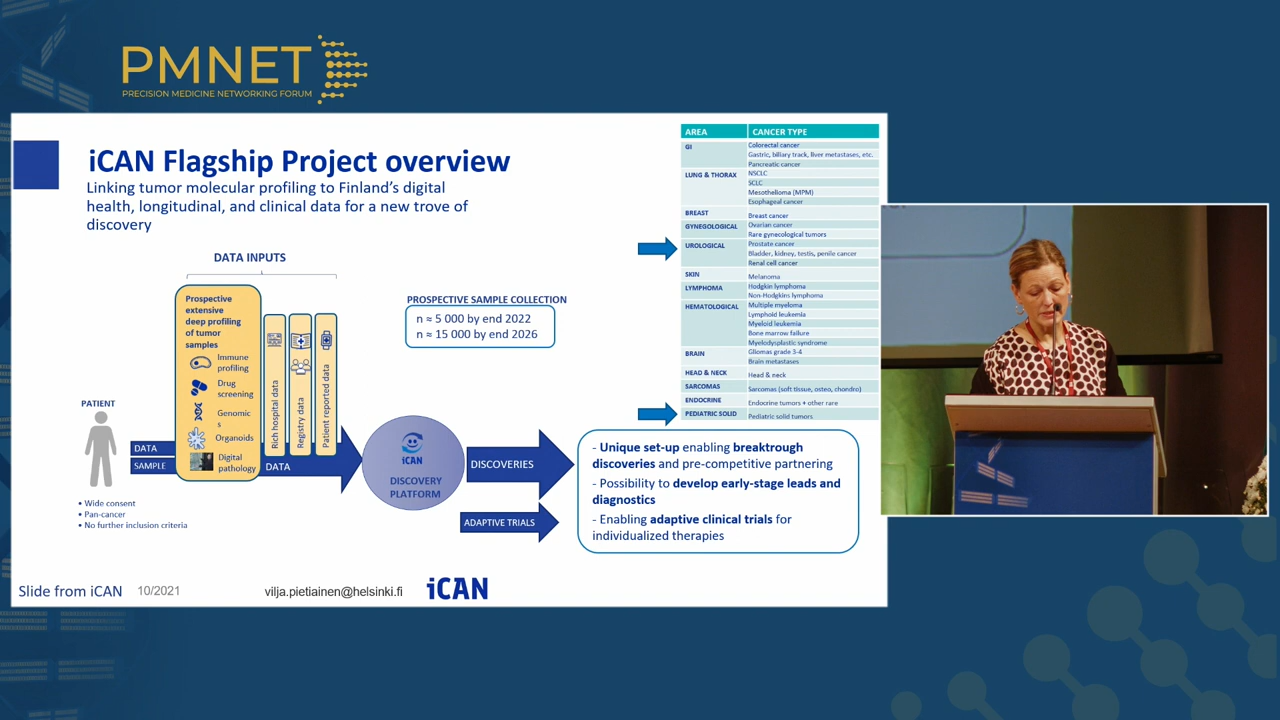 PMNET
PRECISION MEDICINE NETWORKING FORUM
iCAN Flagship Project overview
Linking tumor molecular profiling to Finland's digital
health, longitudinal, and clinical data for a new trove of
discovery
DATA INPUTS
Prospective
extensive
deep profiling
of tumor
samples
Immune
profiling
Drug
screening
Genomic
s
Organoids
Digital
pathology
Rich hospital data
Registry data
Patient reported data
PATIENT
DATA
SAMPLE
DATA
• Wide consent
• Pan-cancer
• No further inclusion criteria
PROSPECTIVE SAMPLE COLLECTION
n ≈ 5 000 by end 2022
n ≈ 15 000 by end 2026
iCAN
DISCOVERY
PLATFORM
DISCOVERIES
ADAPTIVE TRIALS
AREA CANCER TYPE
GI Colorectal cancer
Gastric, biliary track, liver metastases, etc.
Pancreatic cancer
LUNG & THORAX NSCLC
SCLC
Mesothelioma (MPM)
Esophageal cancer
BREAST Breast cancer
GYNEGOLOGICAL Ovarian cancer
Rare gynecological tumors
UROLOGICAL Prostate cancer
Bladder, kidney, testis, penile cancer
Renal cell cancer
SKIN Melanoma
LYMPHOMA Hodgkin lymphoma
Non-Hodgkins lymphoma
HEMATOLOGICAL Multiple myeloma
Lymphoid leukemia
Myeloid leukemia
Bone marrow failure
Myelodysplastic syndrome
BRAIN Gliomas grade 3-4
Brain metastases
HEAD & NECK Head & neck
SARCOMAS Sarcomas (soft tissue, osteo, chondro)
ENDOCRINE Endocrine tumors + other rare
PEDIATRIC SOLID Pediatric solid tumors
- Unique set-up enabling breaktrough
discoveries and pre-competitive partnering
- Possibility to develop early-stage leads and
diagnostics
- Enabling adaptive clinical trials for
individualized therapies
Slide from iCAN 10/2021 vilja.pietiainen@helsinki.fi iCAN